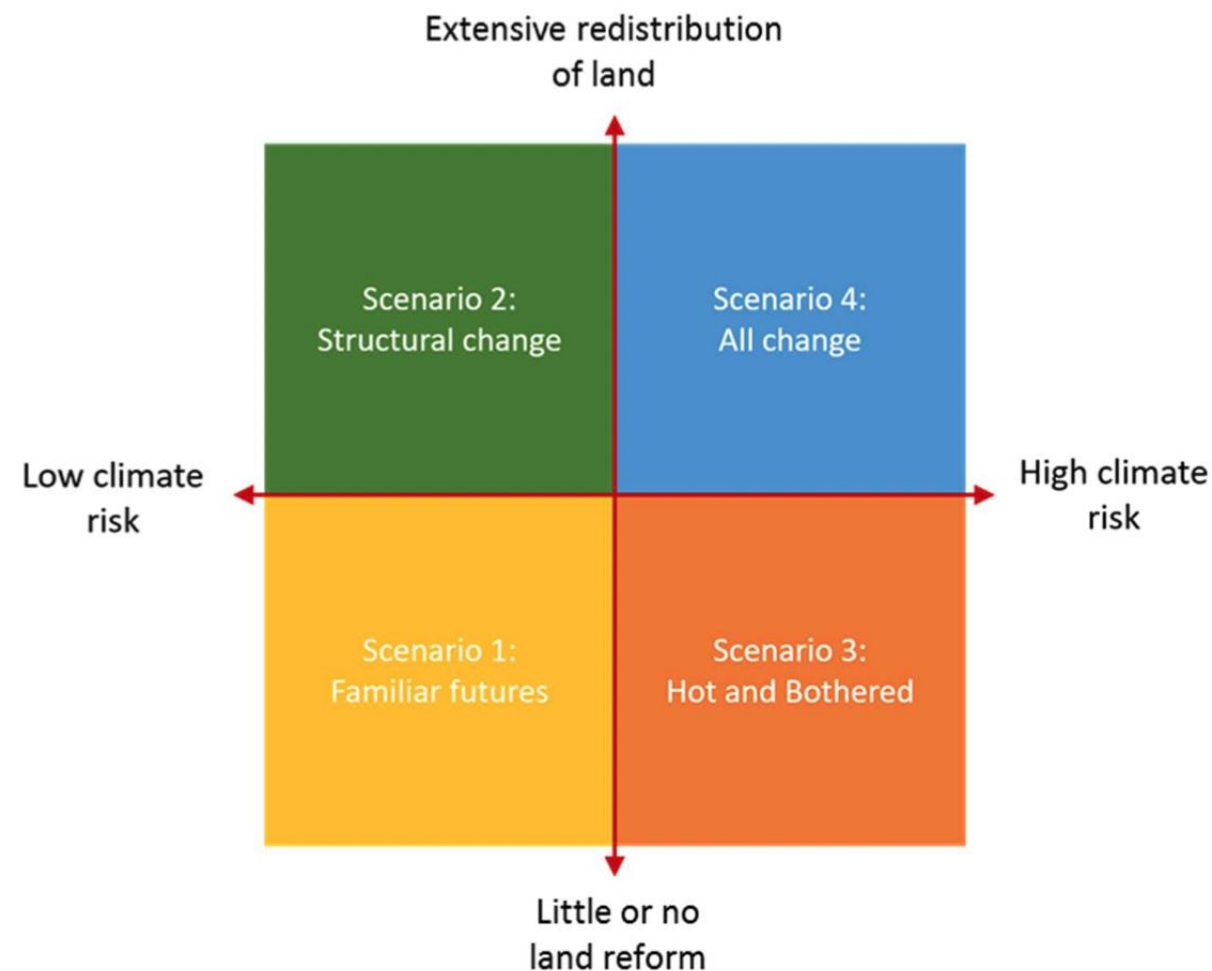 Extensive redistribution
of land
Scenario 2:
Structural change
Scenario 4:
All change
Low climate
risk
High climate
risk
Scenario 1:
Familiar futures
Scenario 3:
Hot and Bothered
Little or no
land reform